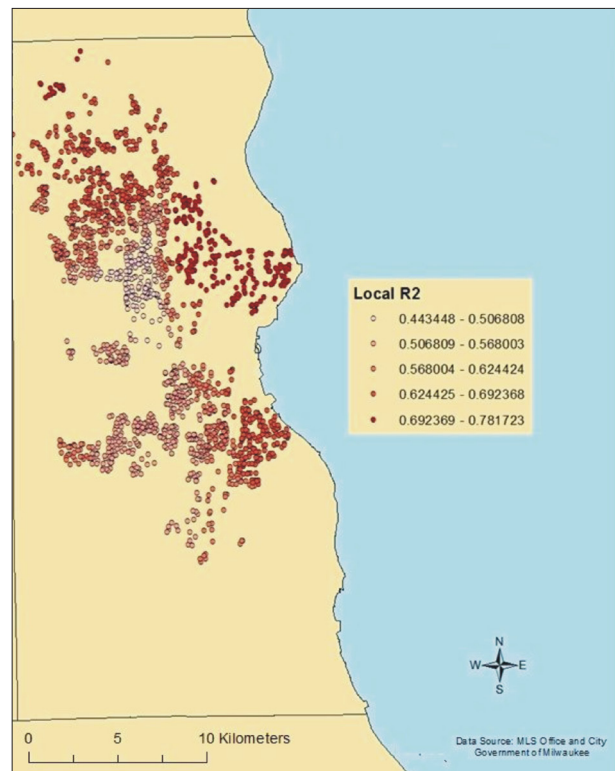 Local R2
0.443448 - 0.506808
0.506809 - 0.568003
0.568004 - 0.624424
0.624425 - 0.692368
0.692369 - 0.781723
N
W E
S
0 5 10 Kilometers
Data Source: MLS Office and City
Government of Milwaukee